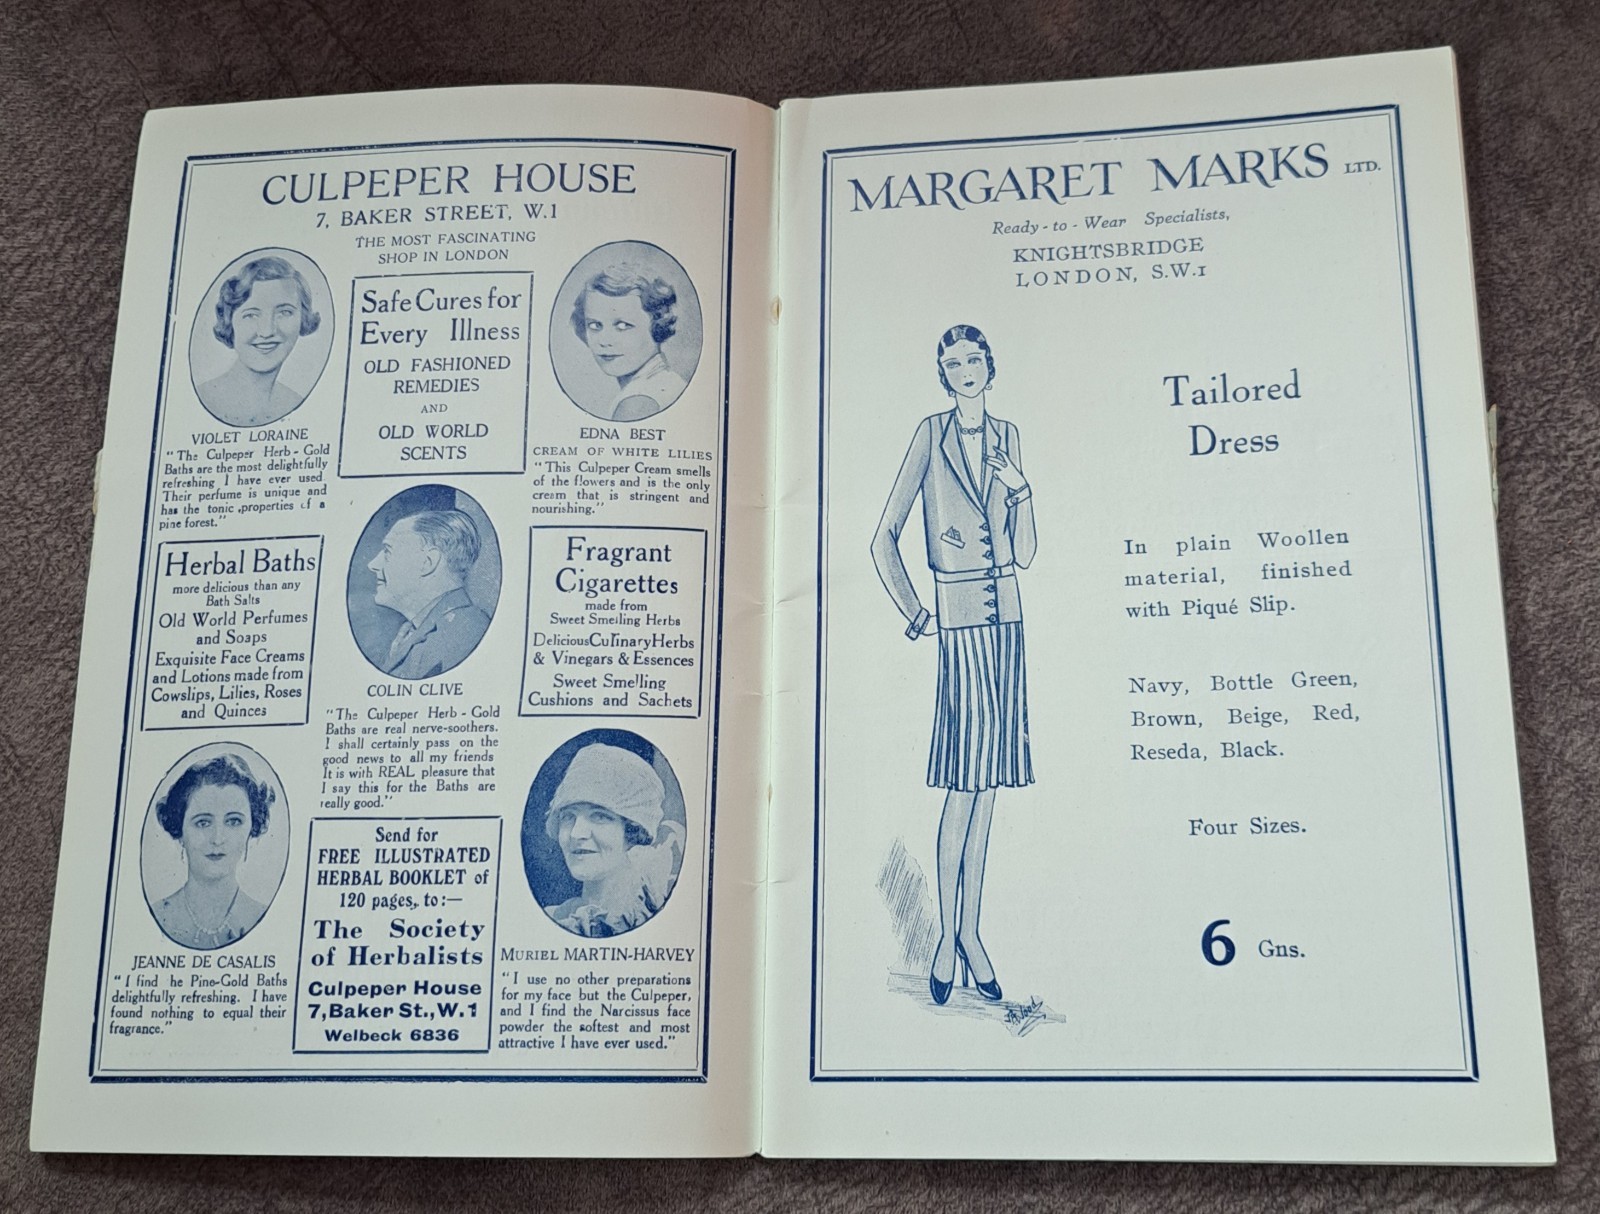 CULPEPER HOUSE
7, BAKER STREET, W.1
THE MOST FASCINATING
SHOP IN LONDON
Safe Cures for
Every Illness
OLD FASHIONED
REMEDIES
AND
OLD WORLD
SCENTS
VIOLET LORAINE
"The Culpeper Herb-Gold
Baths are the most delightfully
refreshing I have ever used
Their perfume is unique and
has the tonic properties of a
pine forest."
EDNA BEST
CREAM OF WHITE LILIES
"This Culpeper Cream smells
of the flowers and is the only
cream that is stringent and
nourishing."
Herbal Baths
more delicious than any
Bath Salts
Old World Perfumes
and Soaps
Exquisite Face Creams
and Lotions made from
Cowslips, Lilies, Roses
and Quinces
COLIN CLIVE
"The Culpeper Herb-Gold
Baths are real nerve-soothers.
I shall certainly pass on the
good news to all my friends
It is with REAL pleasure that
I say this for the Baths are
really good."
Fragrant
Cigarettes
made from
Sweet Smelling Herbs
Delicious Culinary Herbs
& Vinegars & Essences
Sweet Smelling
Cushions and Sachets
JEANNE DE CASALIS
"I find he Pine-Gold Baths
delightfully refreshing. I have
found nothing to equal their
fragrance."
Send for
FREE ILLUSTRATED
HERBAL BOOKLET of
120 pages, to:—
The Society
of Herbalists
Culpeper House
7, Baker St., W.1
Welbeck 6836
MURIEL MARTIN-HARVEY
"I use no other preparations
for my face but the Culpeper,
and I find the Narcissus face
powder the softest and most
attractive I have ever used."
MARGARET MARKS LTD.
Ready-to-Wear Specialists,
KNIGHTSBRIDGE
LONDON, S.W.1
Tailored
Dress
In plain Woollen
material, finished
with Piqué Slip.
Navy, Bottle Green,
Brown, Beige, Red,
Reseda, Black.
Four Sizes.
6 Gns.